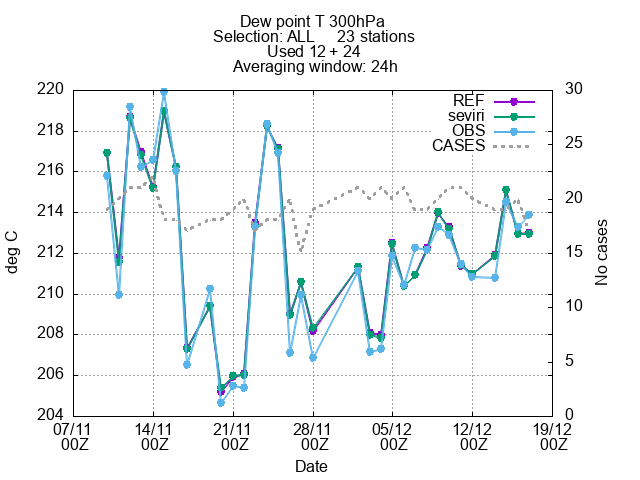 Dew point T 300hPa
Selection: ALL 23 stations
Used 12 + 24
Averaging window: 24h
220
218
216
214
212
210
208
206
204
deg C
30
25
20
15
10
5
0
No cases
REF
seviri
OBS
CASES
07/11 14/11 21/11 28/11 05/12 12/12 19/12
00Z 00Z 00Z 00Z 00Z 00Z 00Z
Date